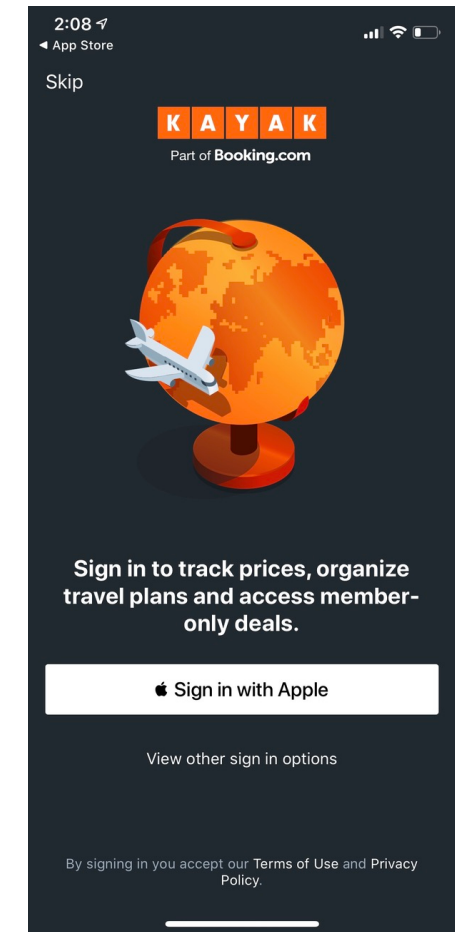 2:08
◀ App Store
Skip
KAYAK
Part of Booking.com
Sign in to track prices, organize
travel plans and access member-
only deals.
Sign in with Apple
View other sign in options
By signing in you accept our Terms of Use and Privacy
Policy.